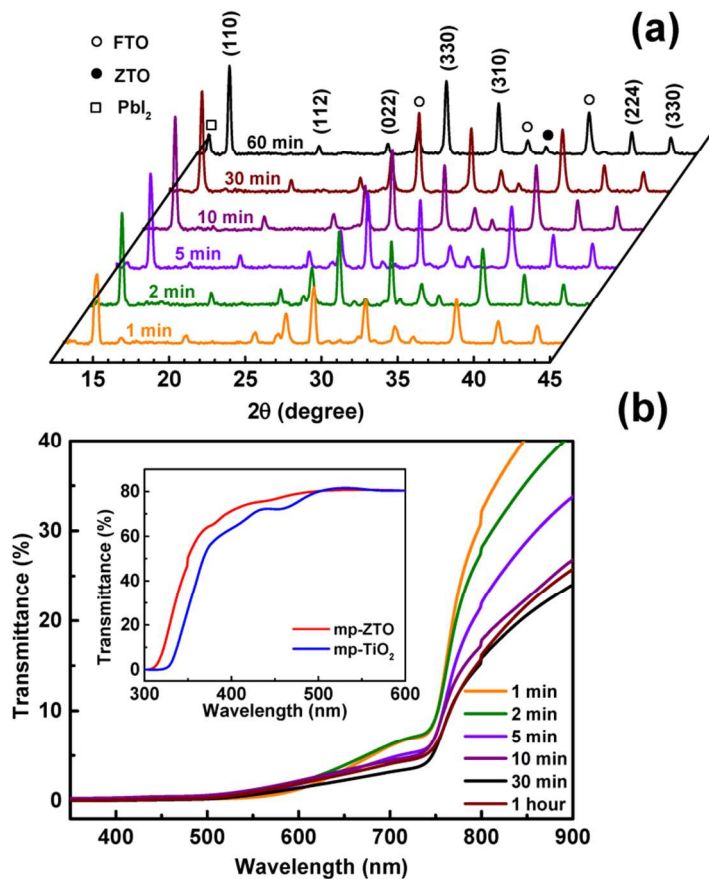 (a)
○ FTO
● ZTO
□ PbI₂
(110)
(112)
(022)
(330)
(310)
(224)
(330)
60 min
30 min
10 min
5 min
2 min
1 min
15 20 25 30 35 40 45
2θ (degree)
(b)
Transmittance (%)
40
30
20
10
0
400 500 600 700 800 900
Wavelength (nm)
Transmittance (%)
80
60
40
20
0
300 400 500 600
Wavelength (nm)
mp-ZTO
mp-TiO₂
1 min
2 min
5 min
10 min
30 min
1 hour